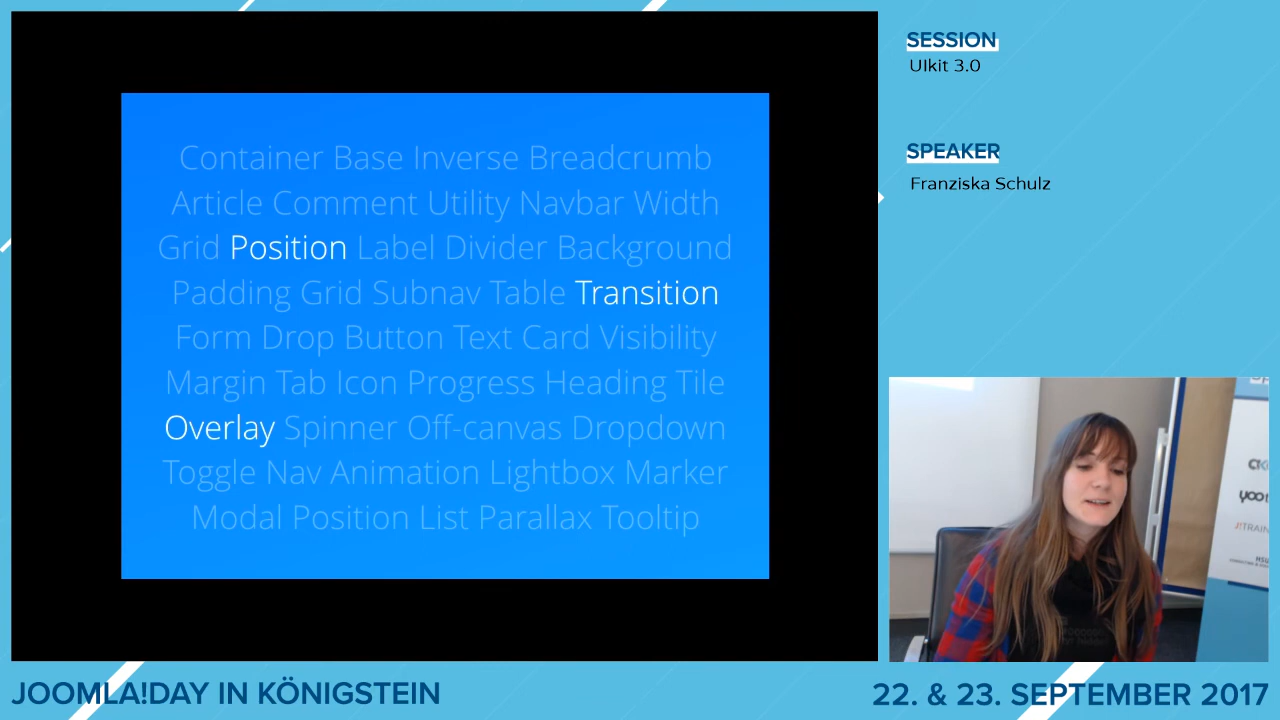 Container Base Inverse Breadcrumb
Article Comment Utility Navbar Width
Grid Position Label Divider Background
Padding Grid Subnav Table Transition
Form Drop Button Text Card Visibility
Margin Tab Icon Progress Heading Tile
Overlay Spinner Off-canvas Dropdown
Toggle Nav Animation Lightbox Marker
Modal Position List Parallax Tooltip
SESSION
UIkit 3.0
SPEAKER
Franziska Schulz
JOOMLA!DAY IN KÖNIGSTEIN
22. & 23. SEPTEMBER 2017